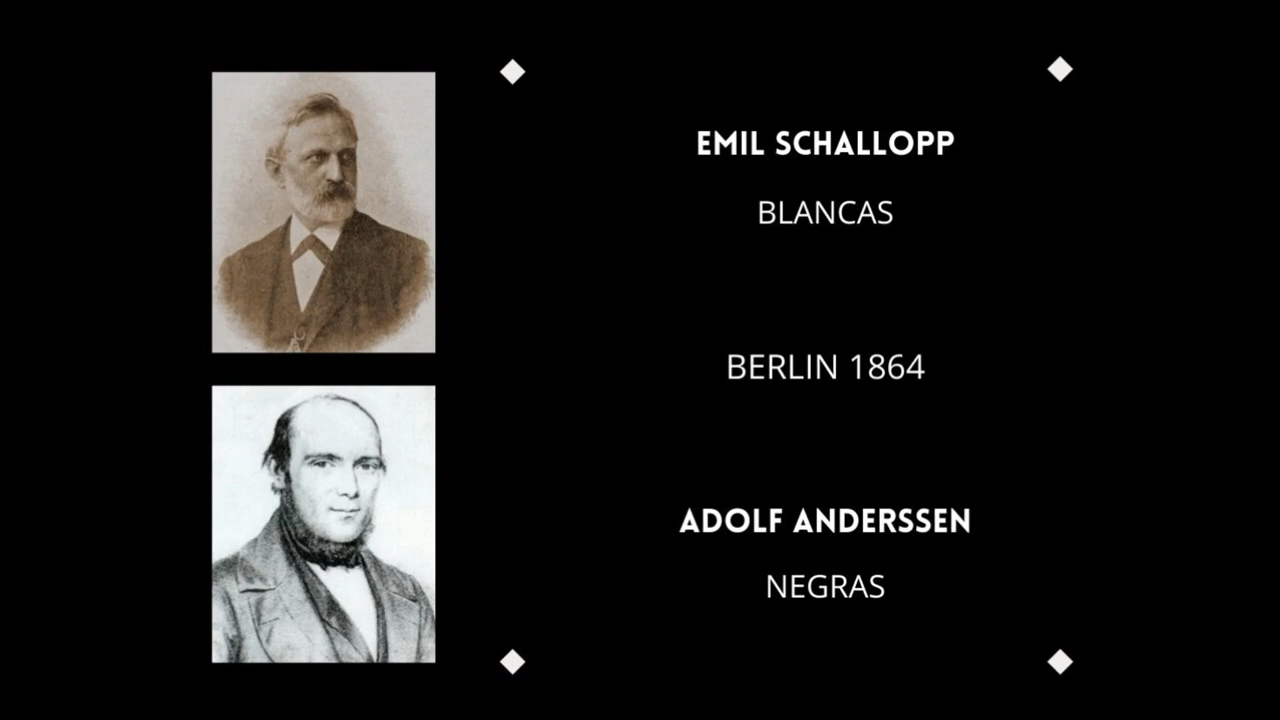 EMIL SCHALLOPP
BLANCAS
BERLIN 1864
ADOLF ANDERSSEN
NEGRAS